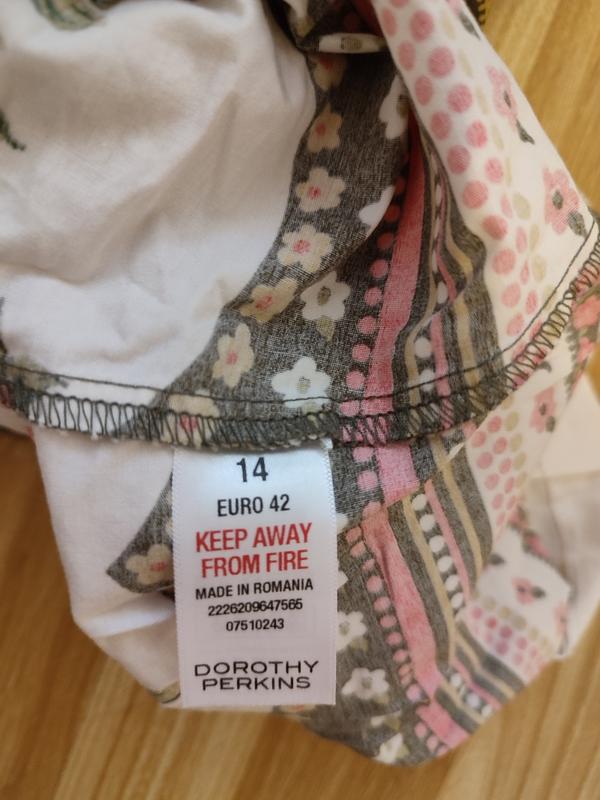 14
EURO 42
KEEP AWAY
FROM FIRE
MADE IN ROMANIA
2226209647565
07510243
DOROTHY
PERKINS